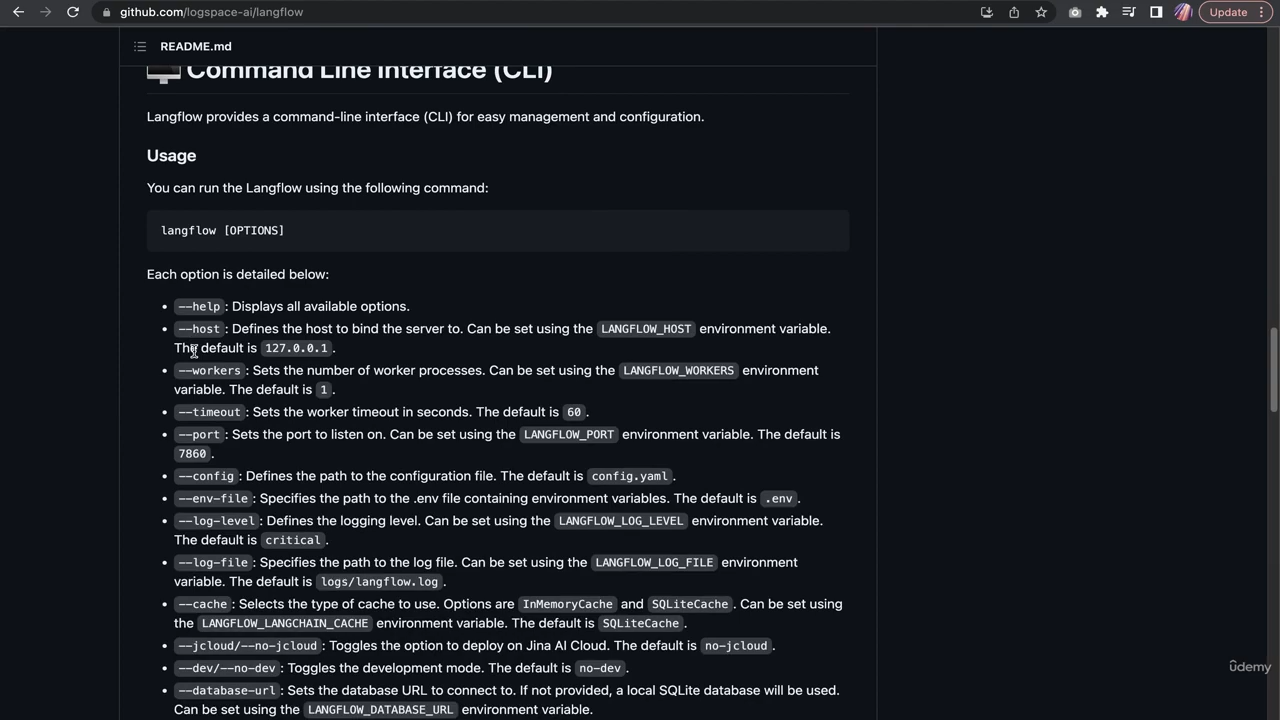 github.com/logspace-ai/langflow
Update
README.md
Command Line Interface (CLI)
Langflow provides a command-line interface (CLI) for easy management and configuration.
Usage
You can run the Langflow using the following command:
langflow [OPTIONS]
Each option is detailed below:
• --help: Displays all available options.
• --host: Defines the host to bind the server to. Can be set using the LANGFLOW_HOST environment variable.
The default is 127.0.0.1.
• --workers: Sets the number of worker processes. Can be set using the LANGFLOW_WORKERS environment
variable. The default is 1.
• --timeout: Sets the worker timeout in seconds. The default is 60.
• --port: Sets the port to listen on. Can be set using the LANGFLOW_PORT environment variable. The default is
7860.
• --config: Defines the path to the configuration file. The default is config.yaml.
• --env-file: Specifies the path to the .env file containing environment variables. The default is .env.
• --log-level: Defines the logging level. Can be set using the LANGFLOW_LOG_LEVEL environment variable.
The default is critical.
• --log-file: Specifies the path to the log file. Can be set using the LANGFLOW_LOG_FILE environment
variable. The default is logs/langflow.log.
• --cache: Selects the type of cache to use. Options are InMemoryCache and SQLiteCache. Can be set using
the LANGFLOW_LANGCHAIN_CACHE environment variable. The default is SQLiteCache.
• --jcloud/--no-jcloud: Toggles the option to deploy on Jina AI Cloud. The default is no-jcloud.
• --dev/--no-dev: Toggles the development mode. The default is no-dev.
• --database-url: Sets the database URL to connect to. If not provided, a local SQLite database will be used.
Can be set using the LANGFLOW_DATABASE_URL environment variable.
ûdemy